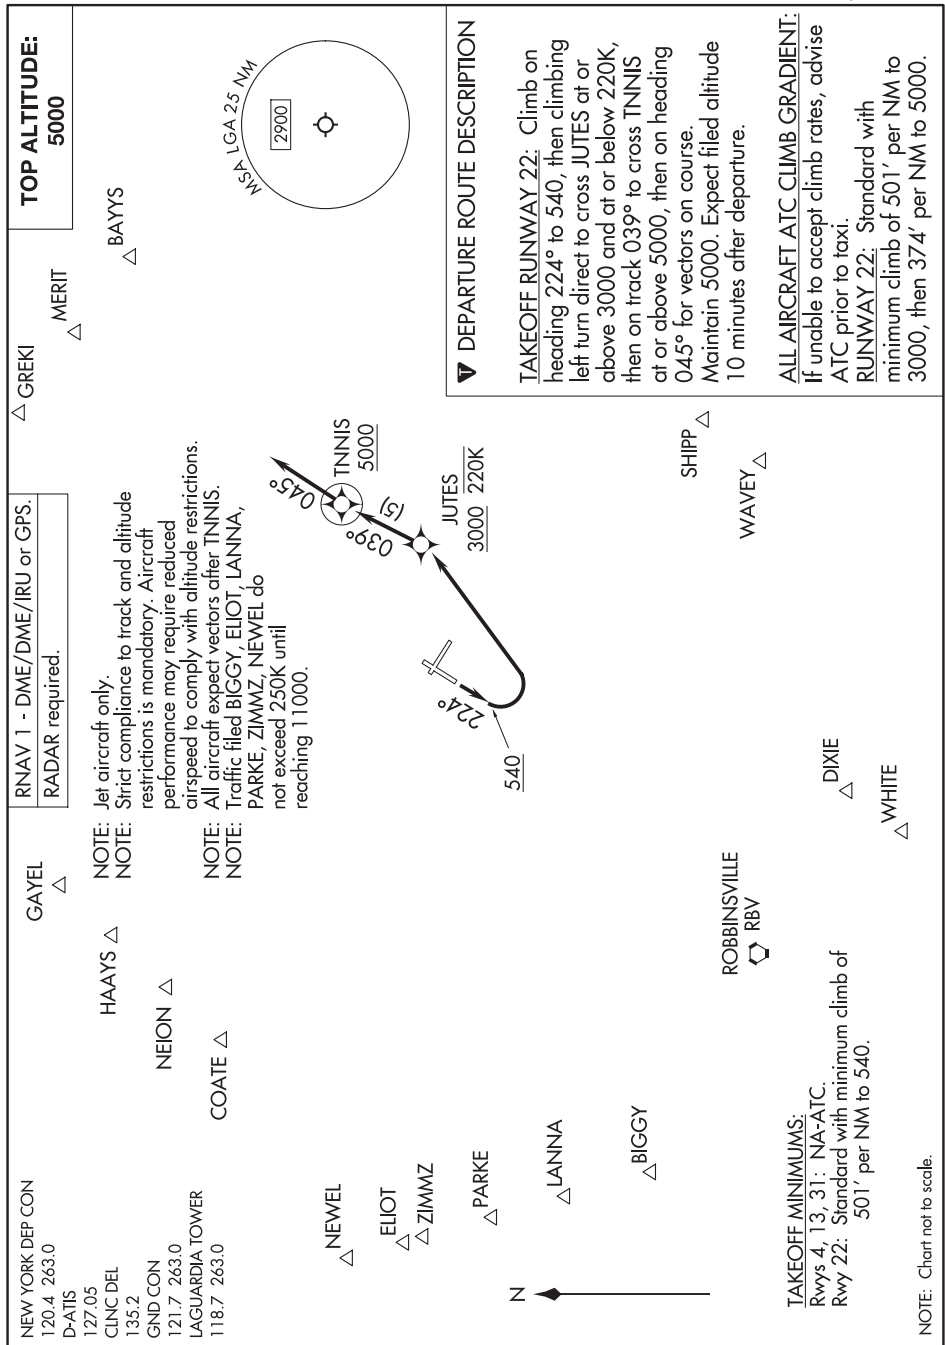 TOP ALTITUDE:
5000
NEW YORK DEP CON
120.4 263.0
D-ATIS
127.05
CLNC DEL
135.2
GND CON
121.7 263.0
LAGUARDIA TOWER
118.7 263.0
RNAV 1 - DME/DME/IRU or GPS.
RADAR required.
NOTE: Jet aircraft only.
NOTE: Strict compliance to track and altitude
restrictions is mandatory. Aircraft
performance may require reduced
airspeed to comply with altitude restrictions.
NOTE: All aircraft expect vectors after TNNIS.
NOTE: Traffic filed BIGGY, ELIOT, LANNA,
PARKE, ZIMMZ, NEWEL do
not exceed 250K until
reaching 11000.
GAYEL
HAAYS
NEION
COATE
GREKI
MERIT
BAYYS
MSA LGA 25 NM
2900
NEWEL
ELIOT
ZIMMZ
PARKE
LANNA
BIGGY
N
045°
TNNIS
5000
(5)
039°
JUTES
3000 220K
224°
540
SHIPP
WAVEY
DIXIE
WHITE
ROBBINSVILLE
RBV
T DEPARTURE ROUTE DESCRIPTION
TAKEOFF RUNWAY 22: Climb on
heading 224° to 540, then climbing
left turn direct to cross JUTES at or
above 3000 and at or below 220K,
then on track 039° to cross TNNIS
at or above 5000, then on heading
045° for vectors on course.
Maintain 5000. Expect filed altitude
10 minutes after departure.
ALL AIRCRAFT ATC CLIMB GRADIENT:
If unable to accept climb rates, advise
ATC prior to taxi.
RUNWAY 22: Standard with
minimum climb of 501' per NM to
3000, then 374' per NM to 5000.
TAKEOFF MINIMUMS:
Rwys 4, 13, 31: NA-ATC.
Rwy 22: Standard with minimum climb of
501' per NM to 540.
NOTE: Chart not to scale.